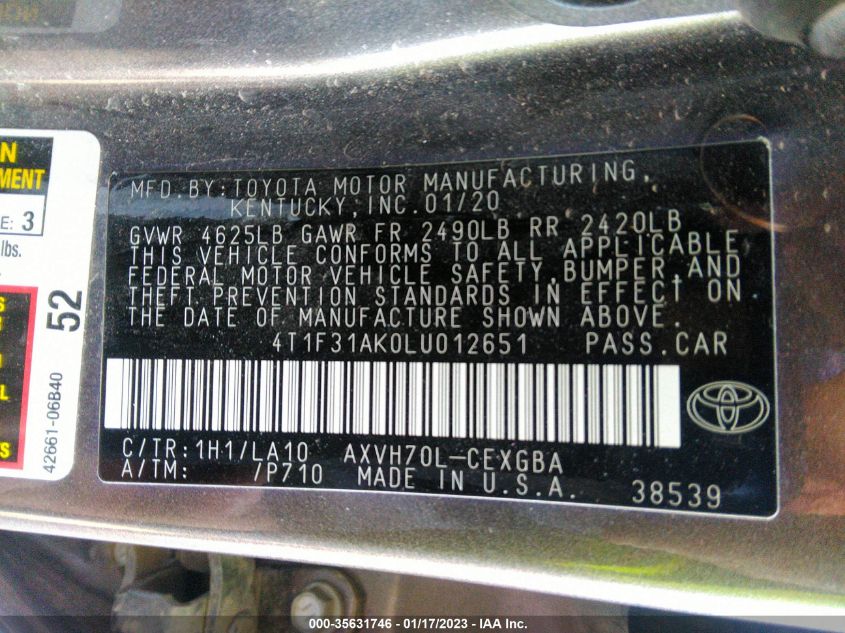 N
MENT
E: 3
lbs.
52
42661-06B40
MFD. BY:TOYOTA MOTOR MANUFACTURING,
KENTUCKY, INC. 01/20
GVWR 4625LB GAWR FR 2490LB RR 2420LB
THIS VEHICLE CONFORMS TO ALL APPLICABLE
FEDERAL MOTOR VEHICLE SAFETY, BUMPER, AND
THEFT PREVENTION STANDARDS IN EFFECT ON
THE DATE OF MANUFACTURE SHOWN ABOVE.
4T1F31AK0LU012651 PASS.CAR
C/TR:1H1/LA10 AXVH70L-CEXGBA
A/TM: /P710 MADE IN U.S.A. 38539
000-35631746 - 01/17/2023 - IAA Inc.